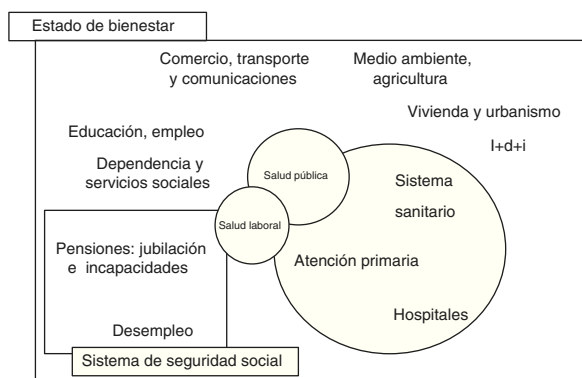 Estado de bienestar
Comercio, transporte
y comunicaciones
Medio ambiente,
agricultura
Vivienda y urbanismo
I+d+i
Educación, empleo
Dependencia y
servicios sociales
Salud pública
Sistema
sanitario
Salud laboral
Pensiones: jubilación
e incapacidades
Atención primaria
Hospitales
Desempleo
Sistema de seguridad social